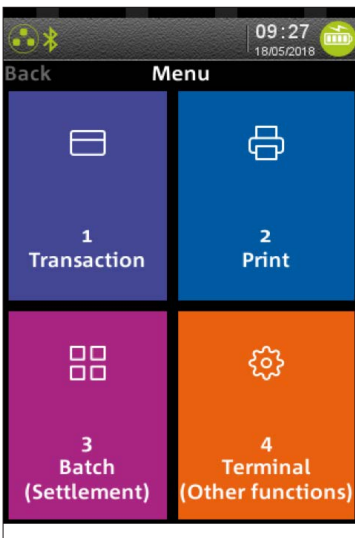 09:27
18/05/2018
Back Menu
1
Transaction
2
Print
3
Batch
(Settlement)
4
Terminal
(Other functions)